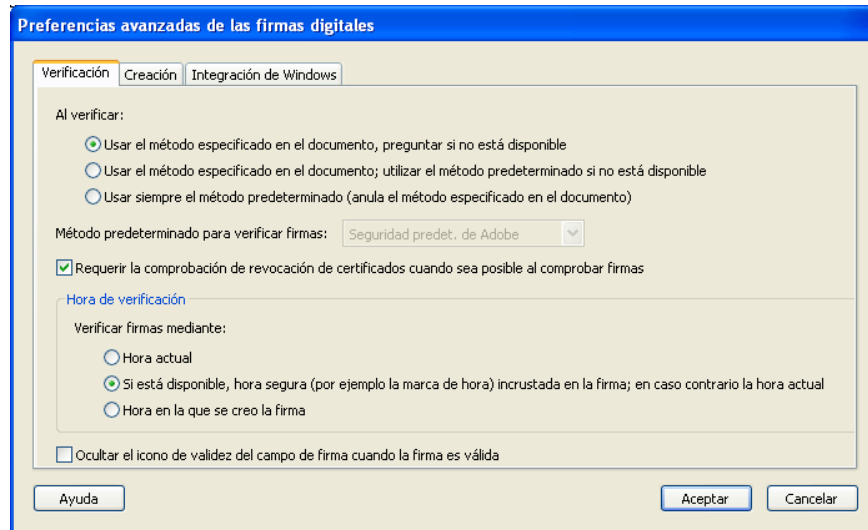 Preferencias avanzadas de las firmas digitales
Verificación Creación Integración de Windows
Al verificar:
Usar el método especificado en el documento, preguntar si no está disponible
Usar el método especificado en el documento; utilizar el método predeterminado si no está disponible
Usar siempre el método predeterminado (anula el método especificado en el documento)
Método predeterminado para verificar firmas: Seguridad predet. de Adobe
Requerir la comprobación de revocación de certificados cuando sea posible al comprobar firmas
Hora de verificación
Verificar firmas mediante:
Hora actual
Si está disponible, hora segura (por ejemplo la marca de hora) incrustada en la firma; en caso contrario la hora actual
Hora en la que se creo la firma
Ocultar el icono de validez del campo de firma cuando la firma es válida
Ayuda Aceptar Cancelar